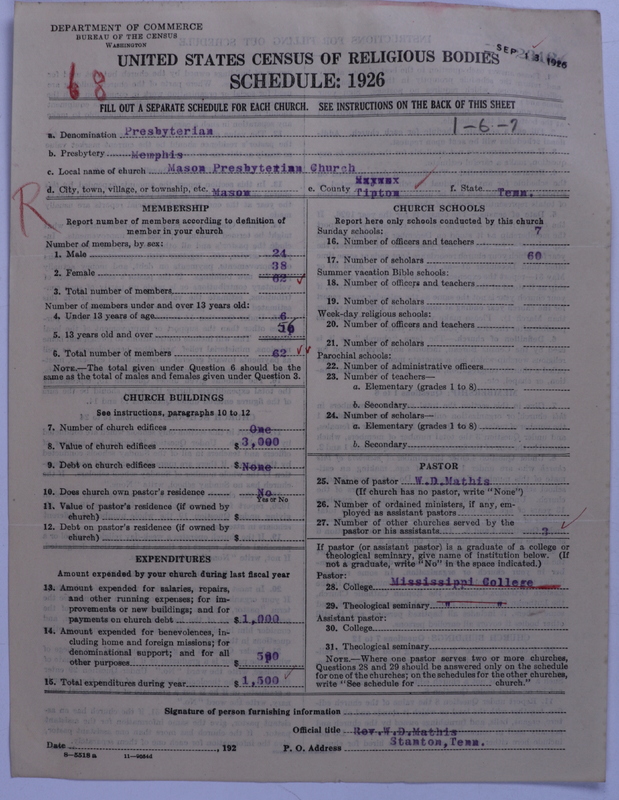 DEPARTMENT OF COMMERCE
BUREAU OF THE CENSUS
WASHINGTON
SEP 13 1926
UNITED STATES CENSUS OF RELIGIOUS BODIES
SCHEDULE: 1926
68
FILL OUT A SEPARATE SCHEDULE FOR EACH CHURCH. SEE INSTRUCTIONS ON THE BACK OF THIS SHEET
1-6-7
a. Denomination Presbyterian
b. Presbytery Memphis
c. Local name of church Mason Presbyterian Church
d. City, town, village, or township, etc. Mason e. County Tipton f. State Tenn.
R
MEMBERSHIP
Report number of members according to definition of member in your church
Number of members, by sex:
1. Male 24
2. Female 38
3. Total number of members 62
Number of members under and over 13 years old:
4. Under 13 years of age 6
5. 13 years old and over 56
6. Total number of members 62
NOTE.—The total given under Question 6 should be the
same as the total of males and females given under Question 3.
CHURCH BUILDINGS
See instructions, paragraphs 10 to 12
7. Number of church edifices One
8. Value of church edifices $ 3,000
9. Debt on church edifices $ None
10. Does church own pastor's residence No
Yes or No
11. Value of pastor's residence (if owned by
church) $
12. Debt on pastor's residence (if owned by
church) $
EXPENDITURES
Amount expended by your church during last fiscal year
13. Amount expended for salaries, repairs,
and other running expenses; for im-
provements or new buildings; and for
payments on church debt $ 1,000
14. Amount expended for benevolences, in-
cluding home and foreign missions; for
denominational support; and for all
other purposes $ 500
15. Total expenditures during year $ 1,500
CHURCH SCHOOLS
Report here only schools conducted by this church
Sunday schools:
16. Number of officers and teachers 7
17. Number of scholars 60
Summer vacation Bible schools:
18. Number of officers and teachers
19. Number of scholars
Week-day religious schools:
20. Number of officers and teachers
21. Number of scholars
Parochial schools:
22. Number of administrative officers
23. Number of teachers—
a. Elementary (grades 1 to 8)
b. Secondary
24. Number of scholars—
a. Elementary (grades 1 to 8)
b. Secondary
PASTOR
25. Name of pastor W.D.Mathis
(If church has no pastor, write "None")
26. Number of ordained ministers, if any, em-
ployed as assistant pastors
27. Number of other churches served by the
pastor or his assistants
If pastor (or assistant pastor) is a graduate of a college or
theological seminary, give name of institution below. (If
not a graduate, write "No" in the space indicated.)
Pastor:
28. College Mississippi College
29. Theological seminary " "
Assistant pastor:
30. College
31. Theological seminary
NOTE.—Where one pastor serves two or more churches,
Questions 28 and 29 should be answered only on the schedule
for one of the churches; on the schedules for the other churches,
write "See schedule for church."
Signature of person furnishing information
Official title Rev.W.D.Mathis
Date , 192 P. O. Address Stanton,Tenn.
8-5518 a 11-9054d